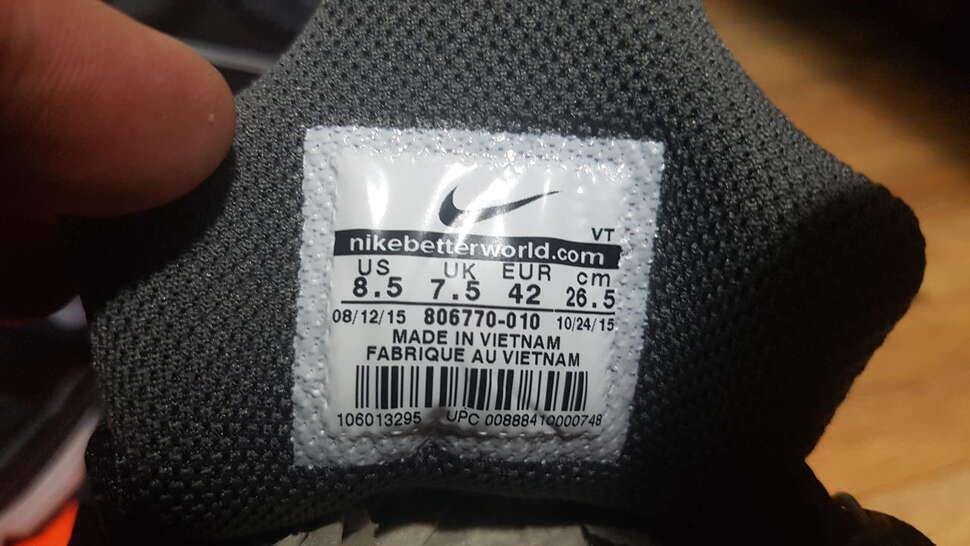 VT
nikebetterworld.com
US UK EUR cm
8.5 7.5 42 26.5
08/12/15 806770-010 10/24/15
MADE IN VIETNAM
FABRIQUE AU VIETNAM
106013295 UPC 00888410000748